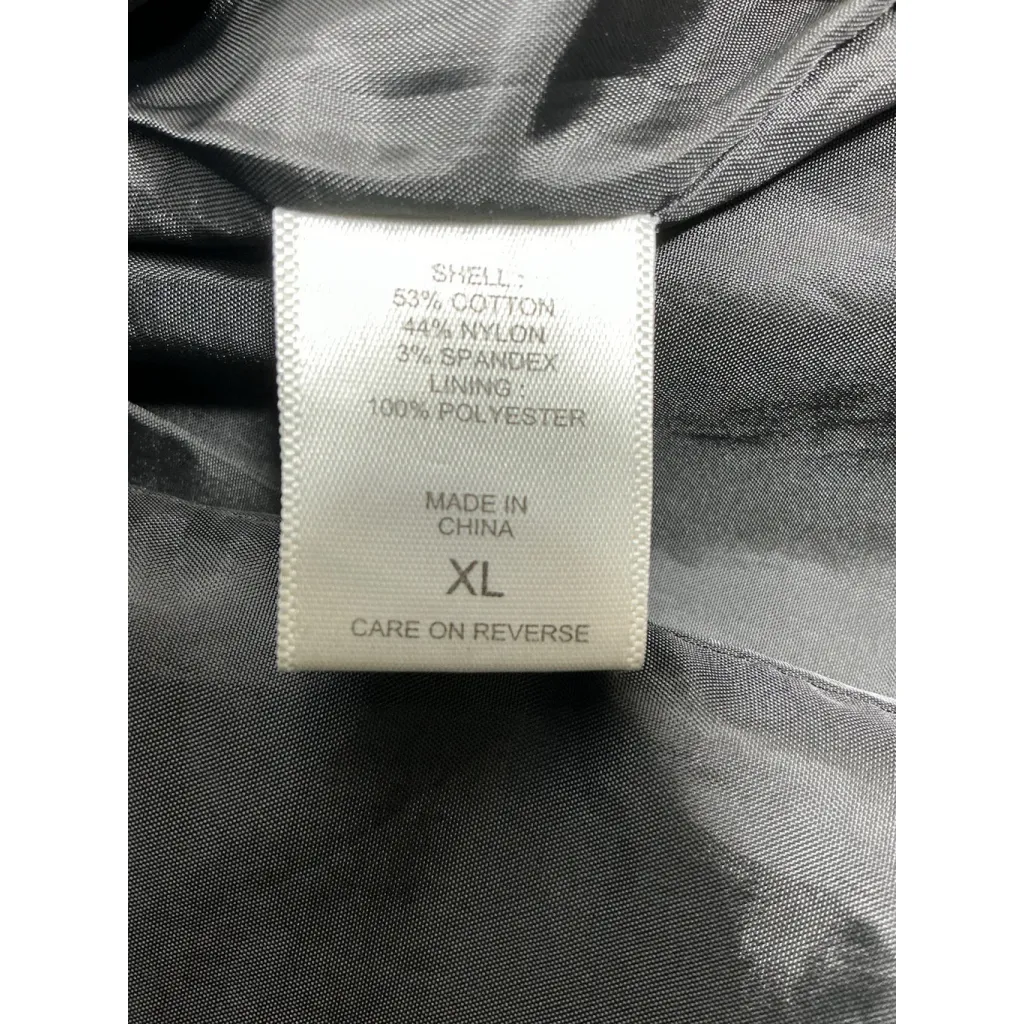 SHELL :
53% COTTON
44% NYLON
3% SPANDEX
LINING :
100% POLYESTER
MADE IN
CHINA
XL
CARE ON REVERSE